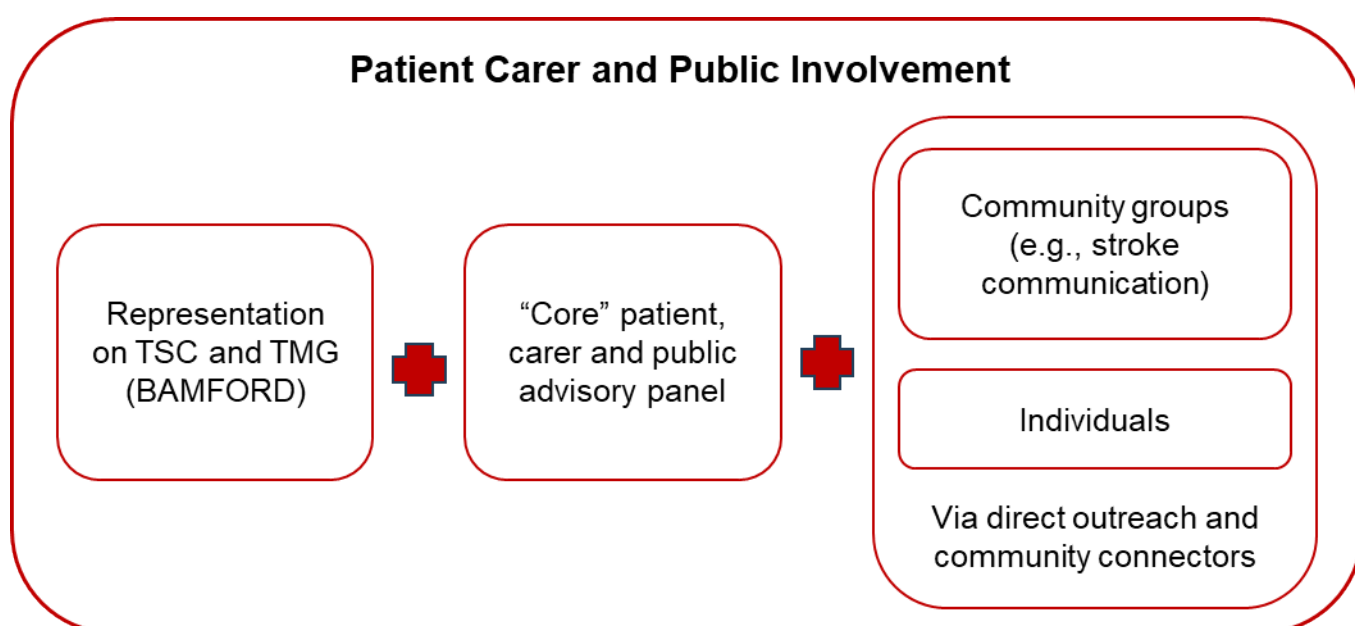 Patient Carer and Public Involvement
Representation
on TSC and TMG
(BAMFORD)
“Core” patient,
carer and public
advisory panel
Community groups
(e.g., stroke
communication)
Individuals
Via direct outreach and
community connectors